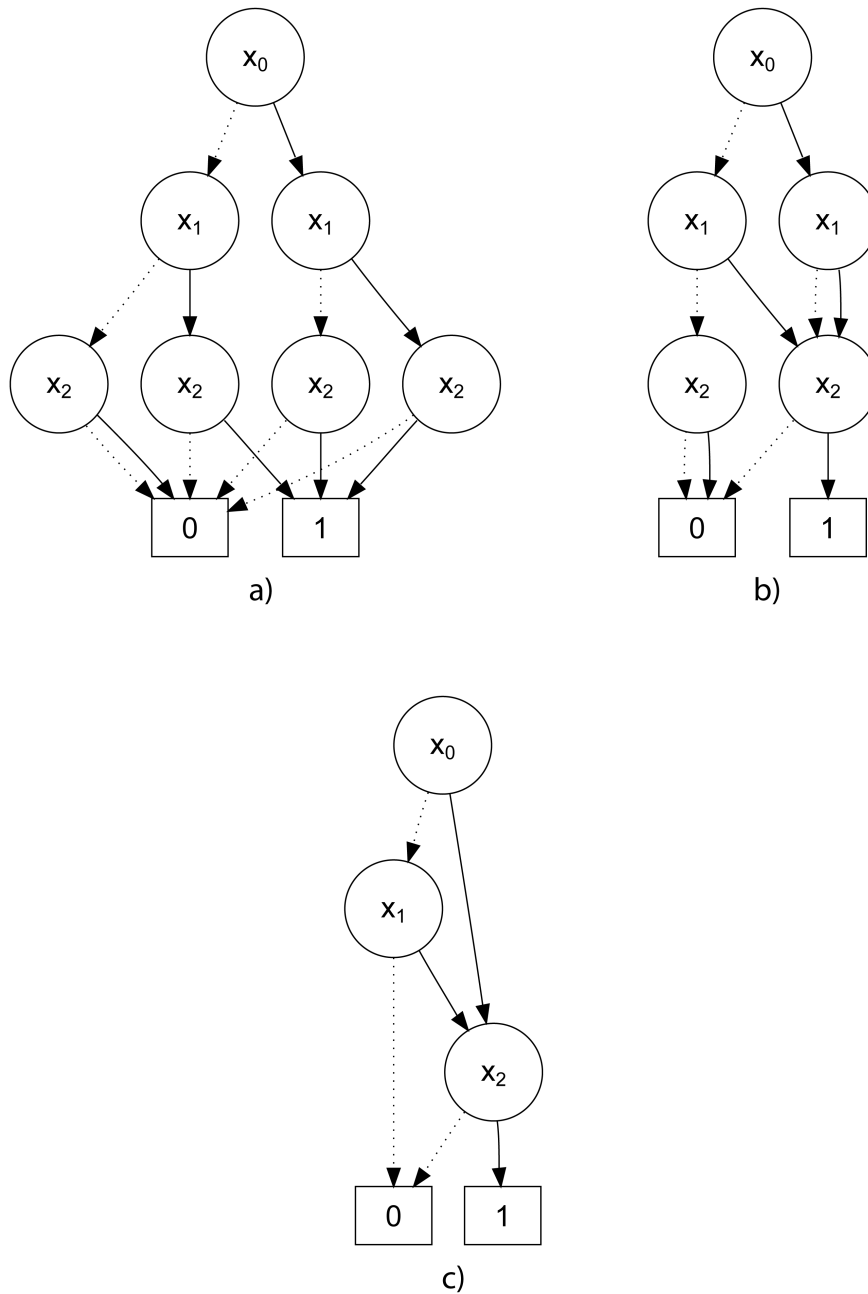 x₀ x₀
x₁ x₁ x₁ x₁
x₂ x₂ x₂ x₂ x₂ x₂
0 1 0 1
a) b)
x₀
x₁
x₂
0 1
c)